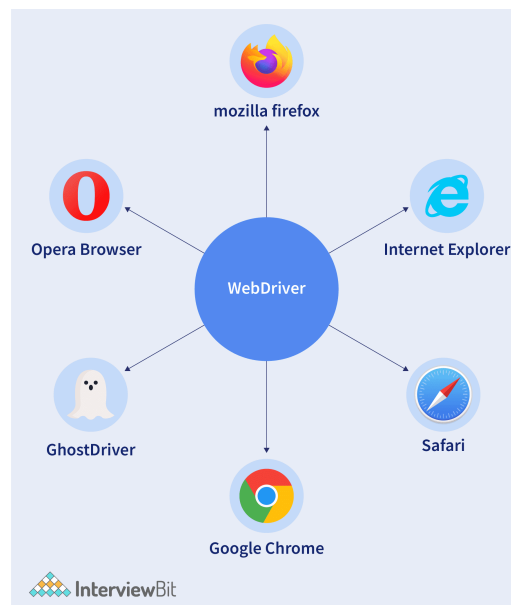 mozilla firefox
Opera Browser
Internet Explorer
WebDriver
GhostDriver
Safari
Google Chrome
InterviewBit